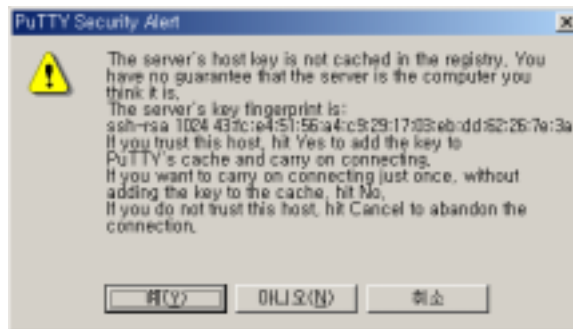 PuTTY Security Alert
The server's host key is not cached in the registry. You
have no guarantee that the server is the computer you
think it is.
The server's key fingerprint is:
ssh-rsa 1024 43:fc:e4:51:56:a4:c9:29:17:03:eb:dd:62:26:7e:3a
If you trust this host, hit Yes to add the key to
PuTTY's cache and carry on connecting.
If you want to carry on connecting just once, without
adding the key to the cache, hit No.
If you do not trust this host, hit Cancel to abandon the
connection.
예(Y) 아니오(N) 취소